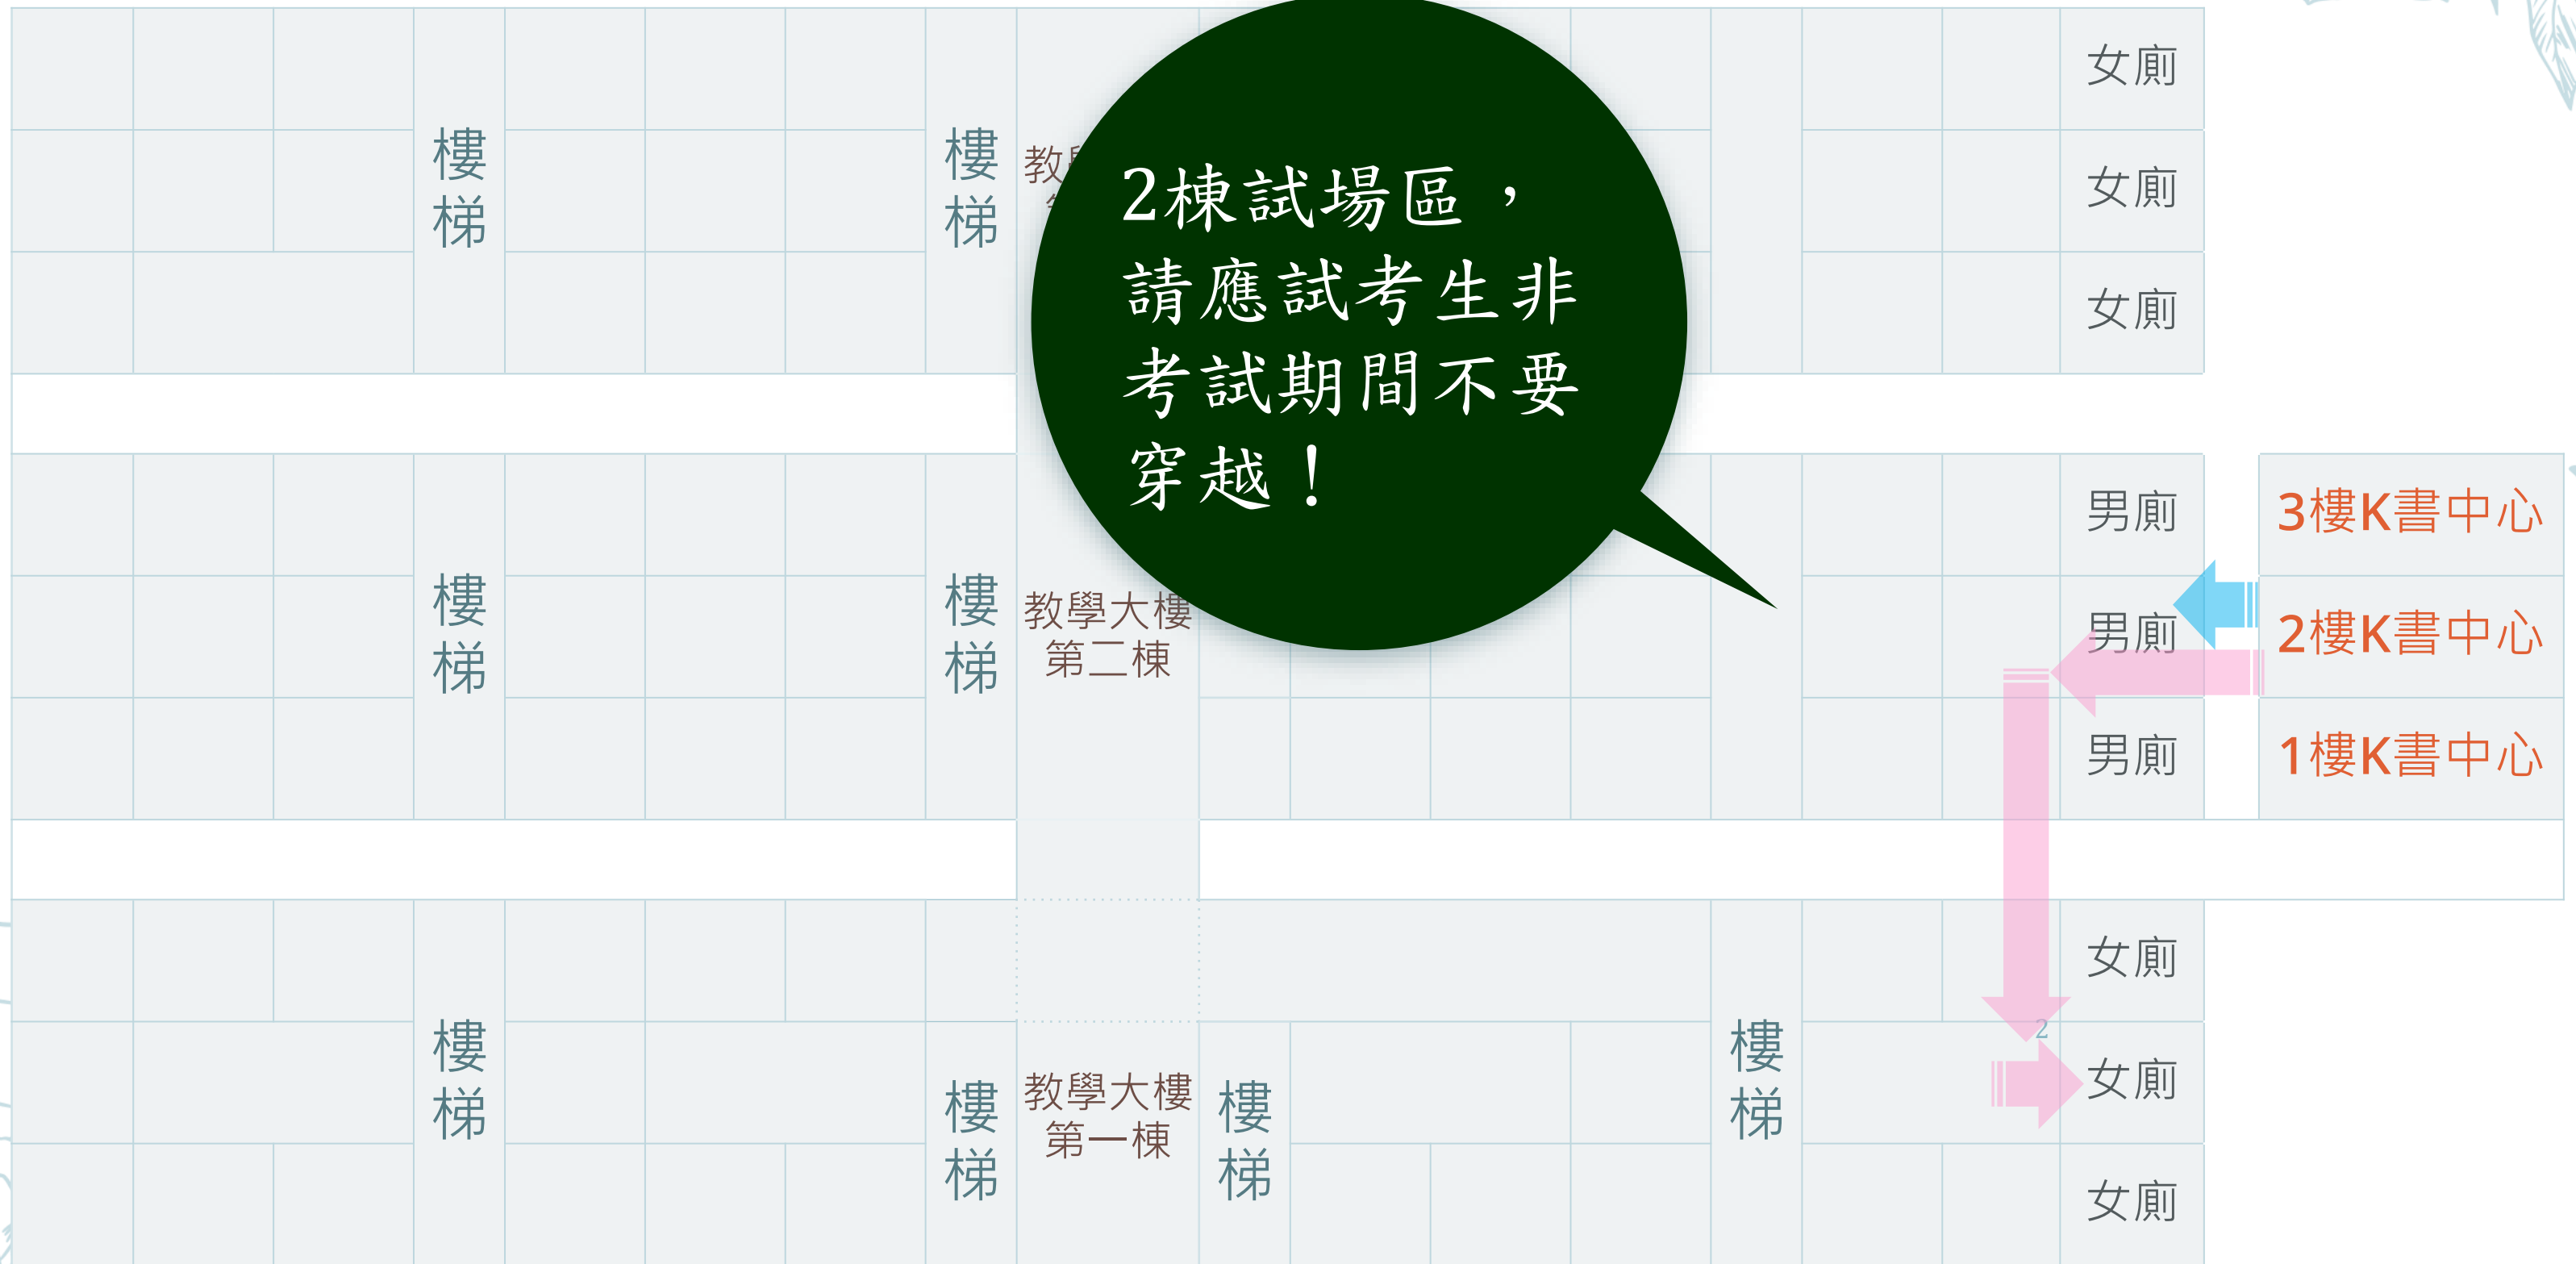 女廁
女廁
女廁
樓梯
樓梯
教
2棟試場區，
請應試考生非
考試期間不要
穿越！
樓梯
樓梯
教學大樓
第二棟
男廁
男廁
男廁
3樓K書中心
2樓K書中心
1樓K書中心
樓梯
樓梯
教學大樓
第一棟
樓梯
樓梯
女廁
2
女廁
女廁